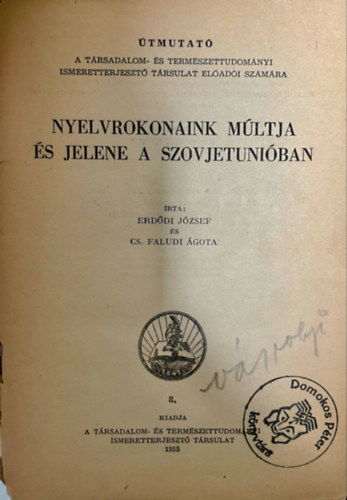 ÚTMUTATÓ
A TÁRSADALOM- ÉS TERMÉSZETTUDOMÁNYI
ISMERETTERJESZTŐ TÁRSULAT ELŐADÓI SZÁMÁRA
NYELVROKONAINK MÚLTJA
ÉS JELENE A SZOVJETUNIÓBAN
ÍRTA:
ERDŐDI JÓZSEF
ÉS
CS. FALUDI ÁGOTA
8.
KIADJA
A TÁRSADALOM- ÉS TERMÉSZETTUDOMÁNYI
ISMERETTERJESZTŐ TÁRSULAT
1955
Domokos Péter
könyvtára